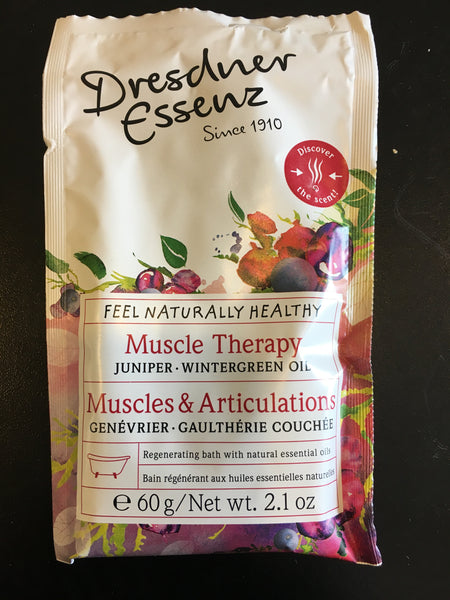 Dresdner
Essenz
Since 1910
Discover
the scent!
FEEL NATURALLY HEALTHY
Muscle Therapy
JUNIPER · WINTERGREEN OIL
Muscles & Articulations
GENÉVRIER · GAULTHÉRIE COUCHÉE
Regenerating bath with natural essential oils
Bain régénérant aux huiles essentielles naturelles
℮ 60 g/Net wt. 2.1 oz